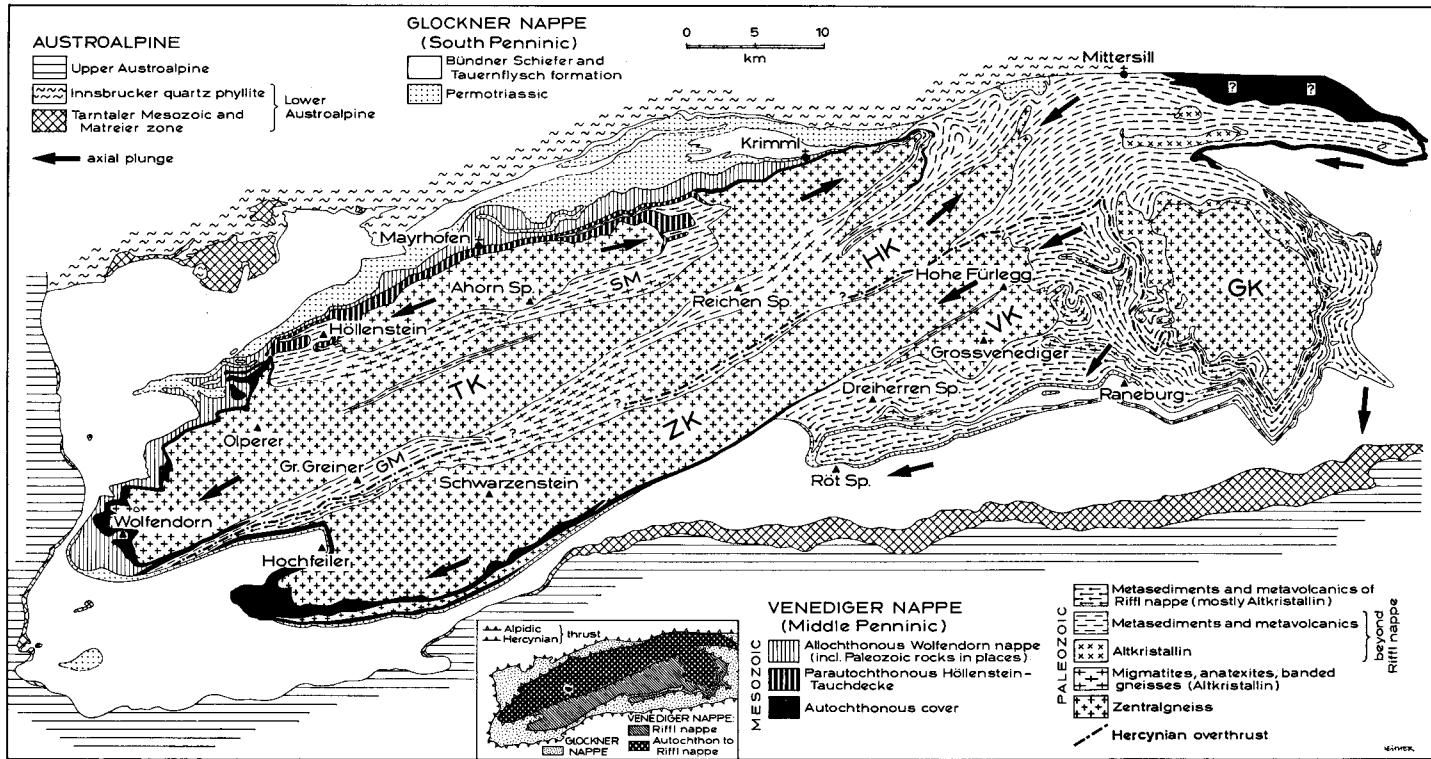 AUSTROALPINE
Upper Austroalpine
Innsbrucker quartz phyllite
Tarntaler Mesozoic and
Matreier zone
Lower
Austroalpine
axial plunge
GLOCKNER NAPPE
(South Penninic)
Bündner Schiefer and
Tauernflysch formation
Permotriassic
0 5 10
km
Mittersill
? ?
Krimml
Mayrhofen
Ahorn Sp.
SM
Reichen Sp.
HK
Hohe Fürlegg
GK
Höllenstein
VK
Grossvenediger
TK
Dreiherren Sp.
Raneburg
Olperer
ZK
Gr. Greiner
GM
Schwarzenstein
Röt Sp.
Wolfendorn
Hochfeiler
Alpidic
Hercynian
thrust
VENEDIGER NAPPE:
Riffl nappe
Autochthon to
Riffl nappe
GLOCKNER
NAPPE
VENEDIGER NAPPE
(Middle Penninic)
MESOZOIC
Allochthonous Wolfendorn nappe
(incl. Paleozoic rocks in places)
Parautochthonous Höllenstein-
Tauchdecke
Autochthonous cover
PALEOZOIC
Metasediments and metavolcanics of
Riffl nappe (mostly Altkristallin)
Metasediments and metavolcanics
Altkristallin
beyond
Riffl nappe
Migmatites, anatexites, banded
gneisses (Altkristallin)
Zentralgneiss
Hercynian overthrust